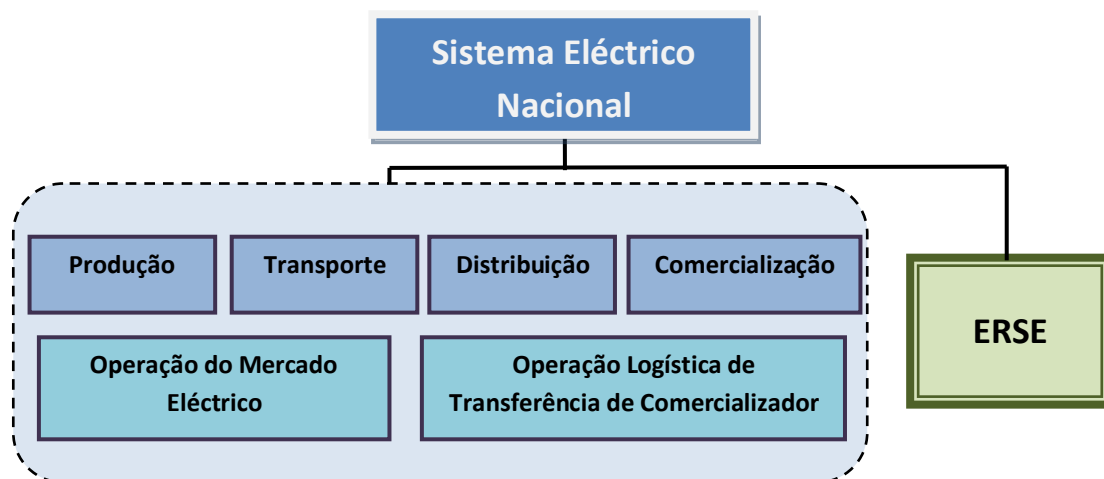 Sistema Eléctrico
Nacional
Produção
Transporte
Distribuição
Comercialização
ERSE
Operação do Mercado
Eléctrico
Operação Logística de
Transferência de Comercializador